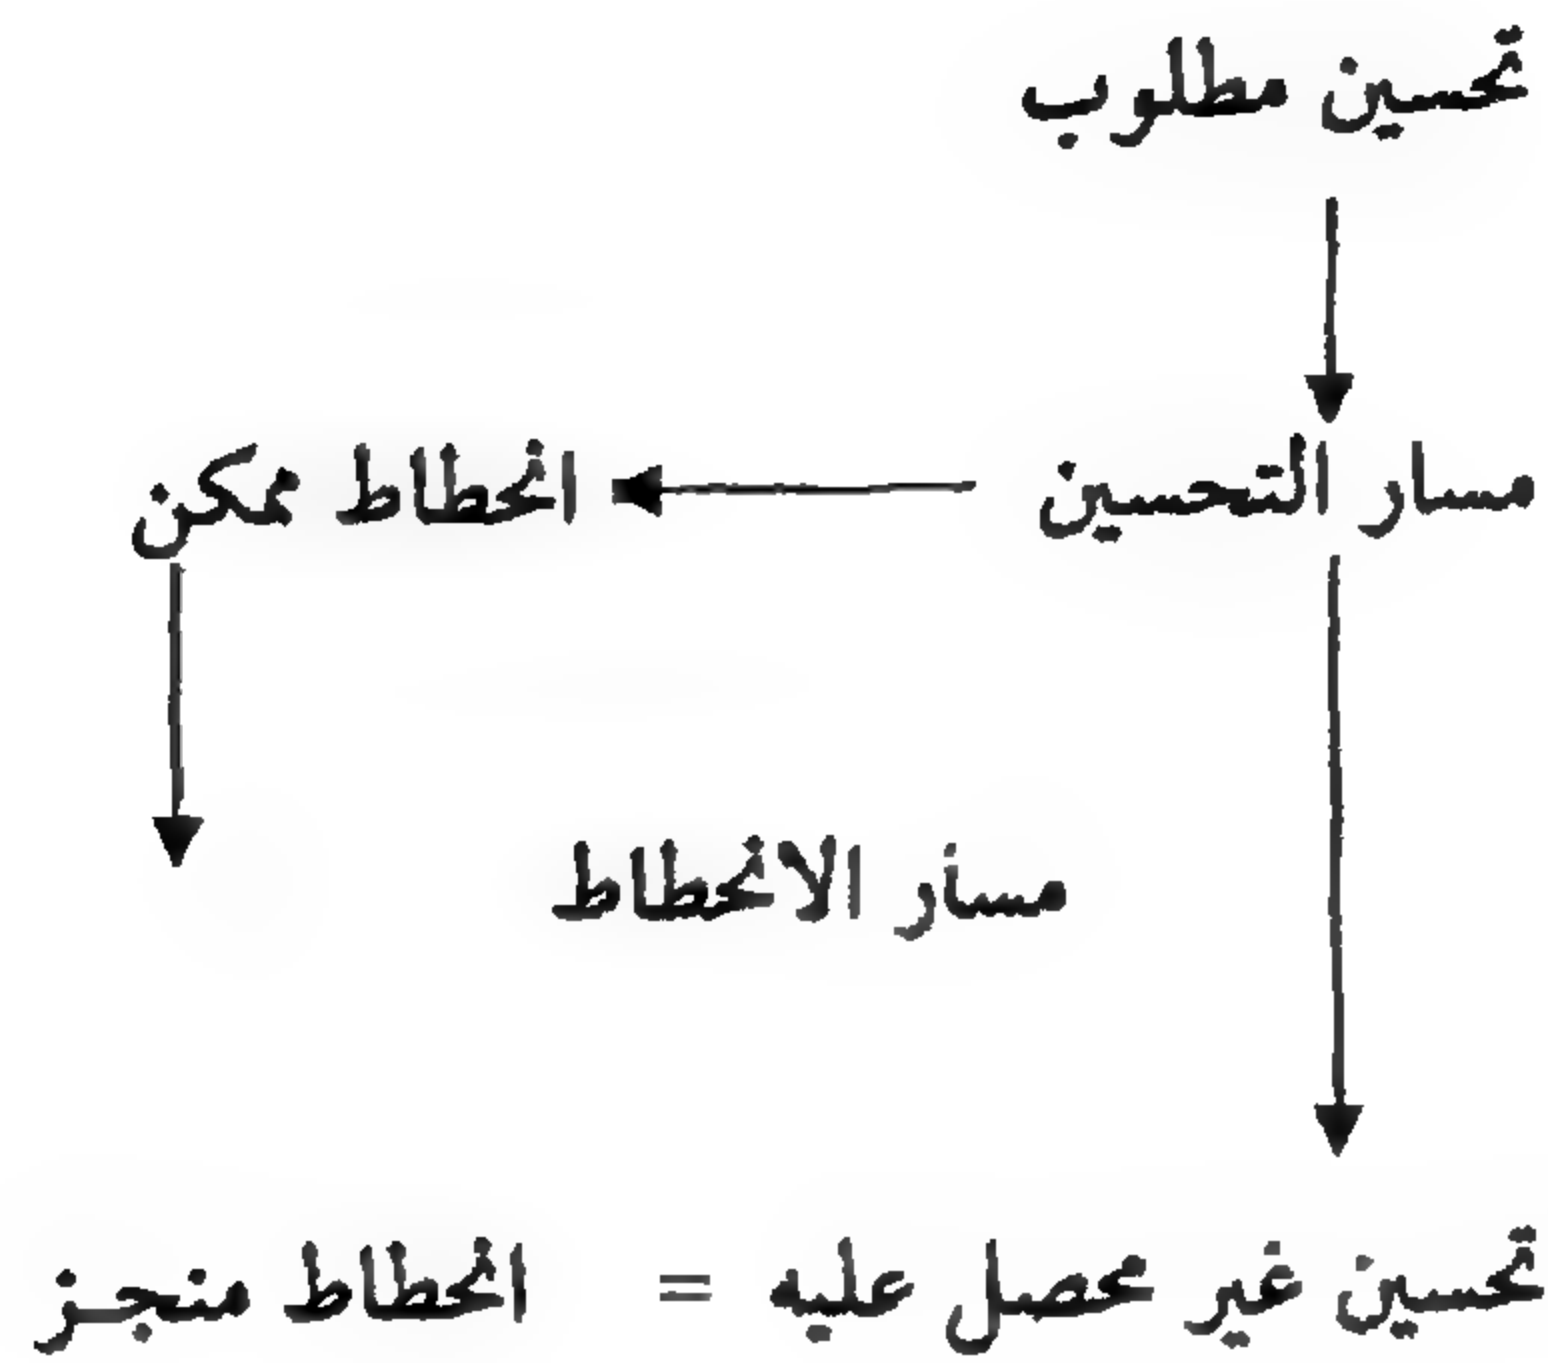 تحسين مطلوب
مسار التحسين انحطاط ممكن
مسار الانحطاط
تحسين غير محصل عليه = انحطاط منجز